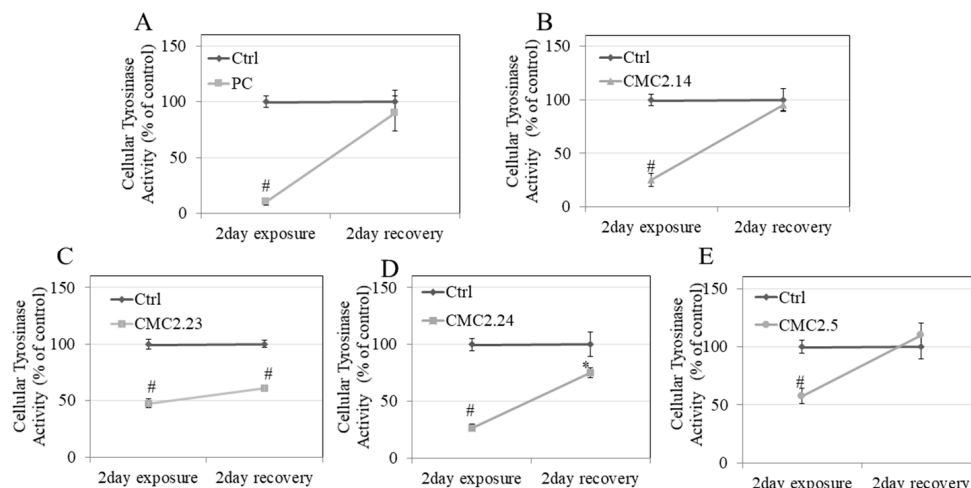 A
Cellular Tyrosinase
Activity (% of control)
150
100
50
0
Ctrl
PC
#
2day exposure 2day recovery
B
Cellular Tyrosinase
Activity (% of control)
150
100
50
0
Ctrl
CMC2.14
#
2day exposure 2day recovery
C
Cellular Tyrosinase
Activity (% of control)
150
100
50
0
Ctrl
CMC2.23
#
#
2day exposure 2day recovery
D
Cellular Tyrosinase
Activity (% of control)
150
100
50
0
Ctrl
CMC2.24
#
*
2day exposure 2day recovery
E
Cellular Tyrosinase
Activity (% of control)
150
100
50
0
Ctrl
CMC2.5
#
2day exposure 2day recovery